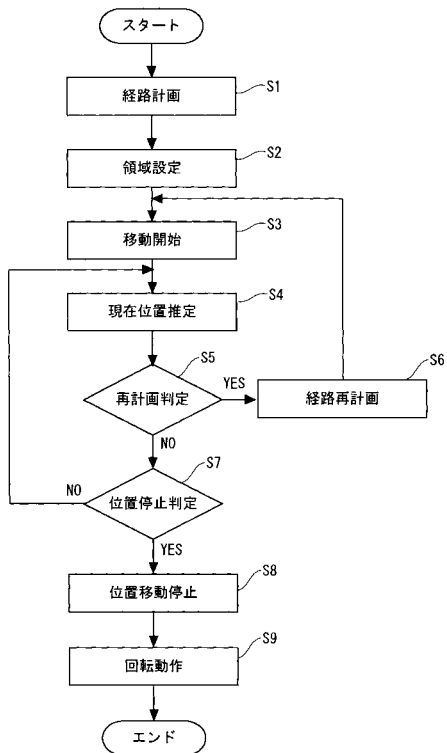 スタート
経路計画
S1
領域設定
S2
移動開始
S3
現在位置推定
S4
再計画判定
S5
YES
NO
経路再計画
S6
位置停止判定
S7
NO
YES
位置移動停止
S8
回転動作
S9
エンド